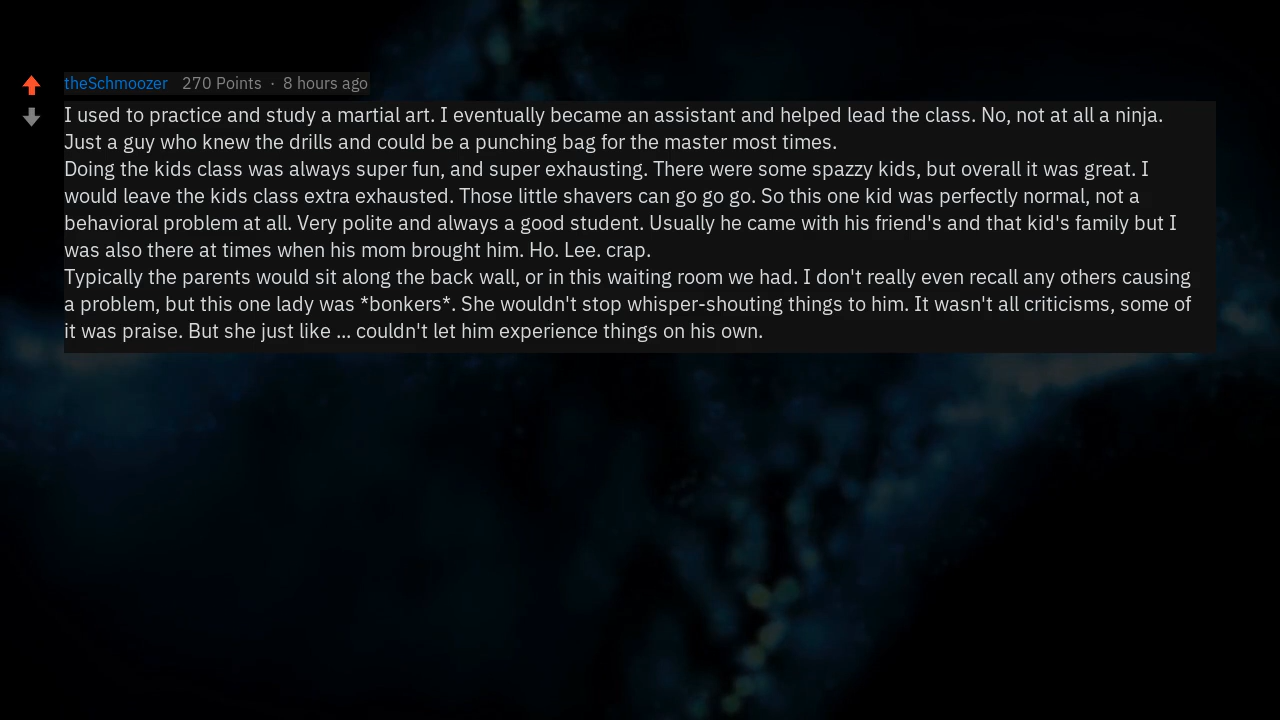 theSchmoozer 270 Points · 8 hours ago
I used to practice and study a martial art. I eventually became an assistant and helped lead the class. No, not at all a ninja.
Just a guy who knew the drills and could be a punching bag for the master most times.
Doing the kids class was always super fun, and super exhausting. There were some spazzy kids, but overall it was great. I
would leave the kids class extra exhausted. Those little shavers can go go go. So this one kid was perfectly normal, not a
behavioral problem at all. Very polite and always a good student. Usually he came with his friend's and that kid's family but I
was also there at times when his mom brought him. Ho. Lee. crap.
Typically the parents would sit along the back wall, or in this waiting room we had. I don't really even recall any others causing
a problem, but this one lady was *bonkers*. She wouldn't stop whisper-shouting things to him. It wasn't all criticisms, some of
it was praise. But she just like ... couldn't let him experience things on his own.